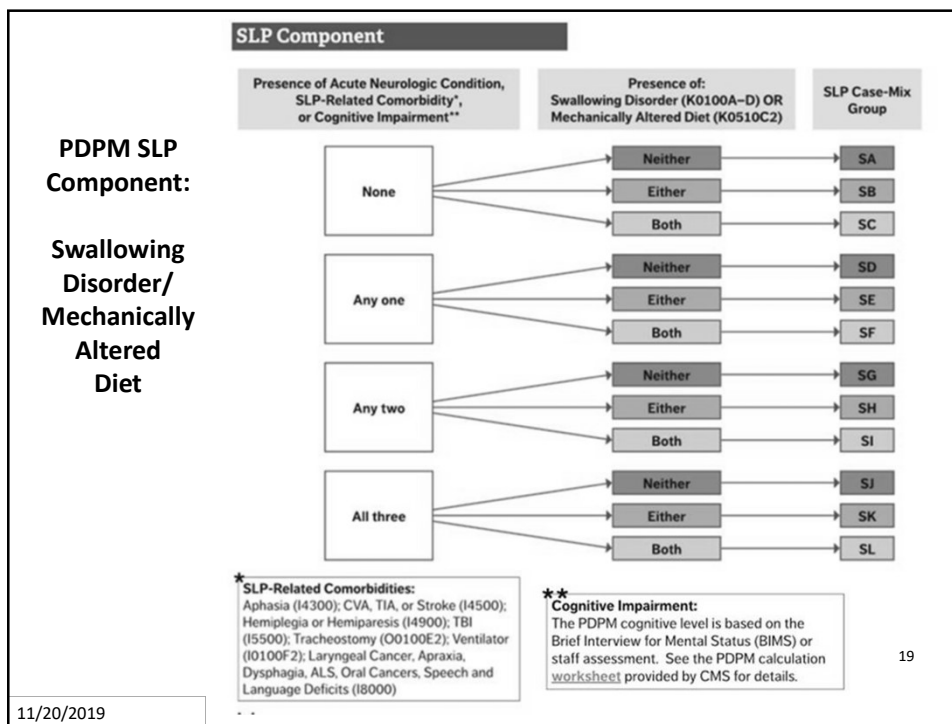 SLP Component
Presence of Acute Neurologic Condition,
SLP-Related Comorbidity*,
or Cognitive Impairment**
Presence of:
Swallowing Disorder (K0100A–D) OR
Mechanically Altered Diet (K0510C2)
SLP Case-Mix
Group
PDPM SLP
Component:
Swallowing
Disorder/
Mechanically
Altered
Diet
None
Neither
SA
Either
SB
Both
SC
Any one
Neither
SD
Either
SE
Both
SF
Any two
Neither
SG
Either
SH
Both
SI
All three
Neither
SJ
Either
SK
Both
SL
*
SLP-Related Comorbidities:
Aphasia (I4300); CVA, TIA, or Stroke (I4500);
Hemiplegia or Hemiparesis (I4900); TBI
(I5500); Tracheostomy (O0100E2); Ventilator
(I0100F2); Laryngeal Cancer, Apraxia,
Dysphagia, ALS, Oral Cancers, Speech and
Language Deficits (I8000)
**
Cognitive Impairment:
The PDPM cognitive level is based on the
Brief Interview for Mental Status (BIMS) or
staff assessment. See the PDPM calculation
worksheet provided by CMS for details.
19
11/20/2019